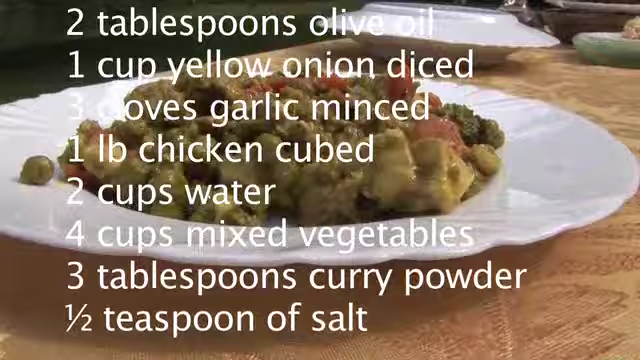 2 tablespoons olive oil
1 cup yellow onion diced
3 cloves garlic minced
1 lb chicken cubed
2 cups water
4 cups mixed vegetables
3 tablespoons curry powder
½ teaspoon of salt